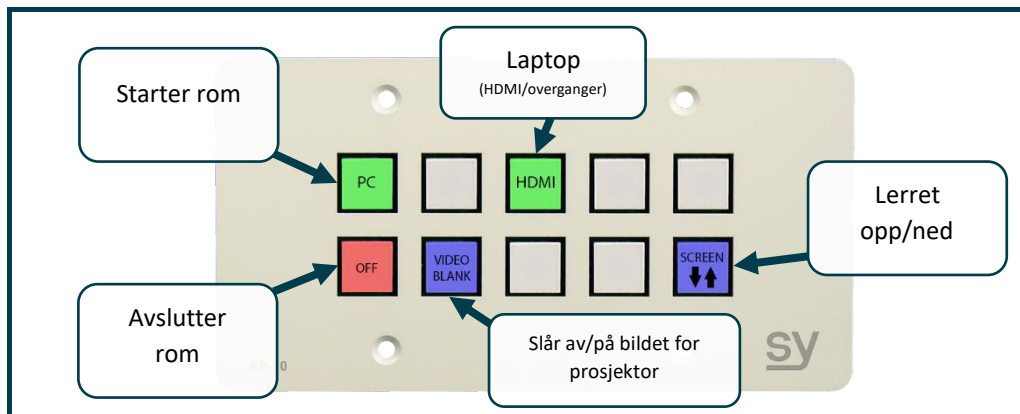 Starter rom
Laptop
(HDMI/overganger)
PC
HDMI
Lerret
opp/ned
OFF
VIDEO
BLANK
SCREEN
Avslutter
rom
Slår av/på bildet for
prosjektor
sy